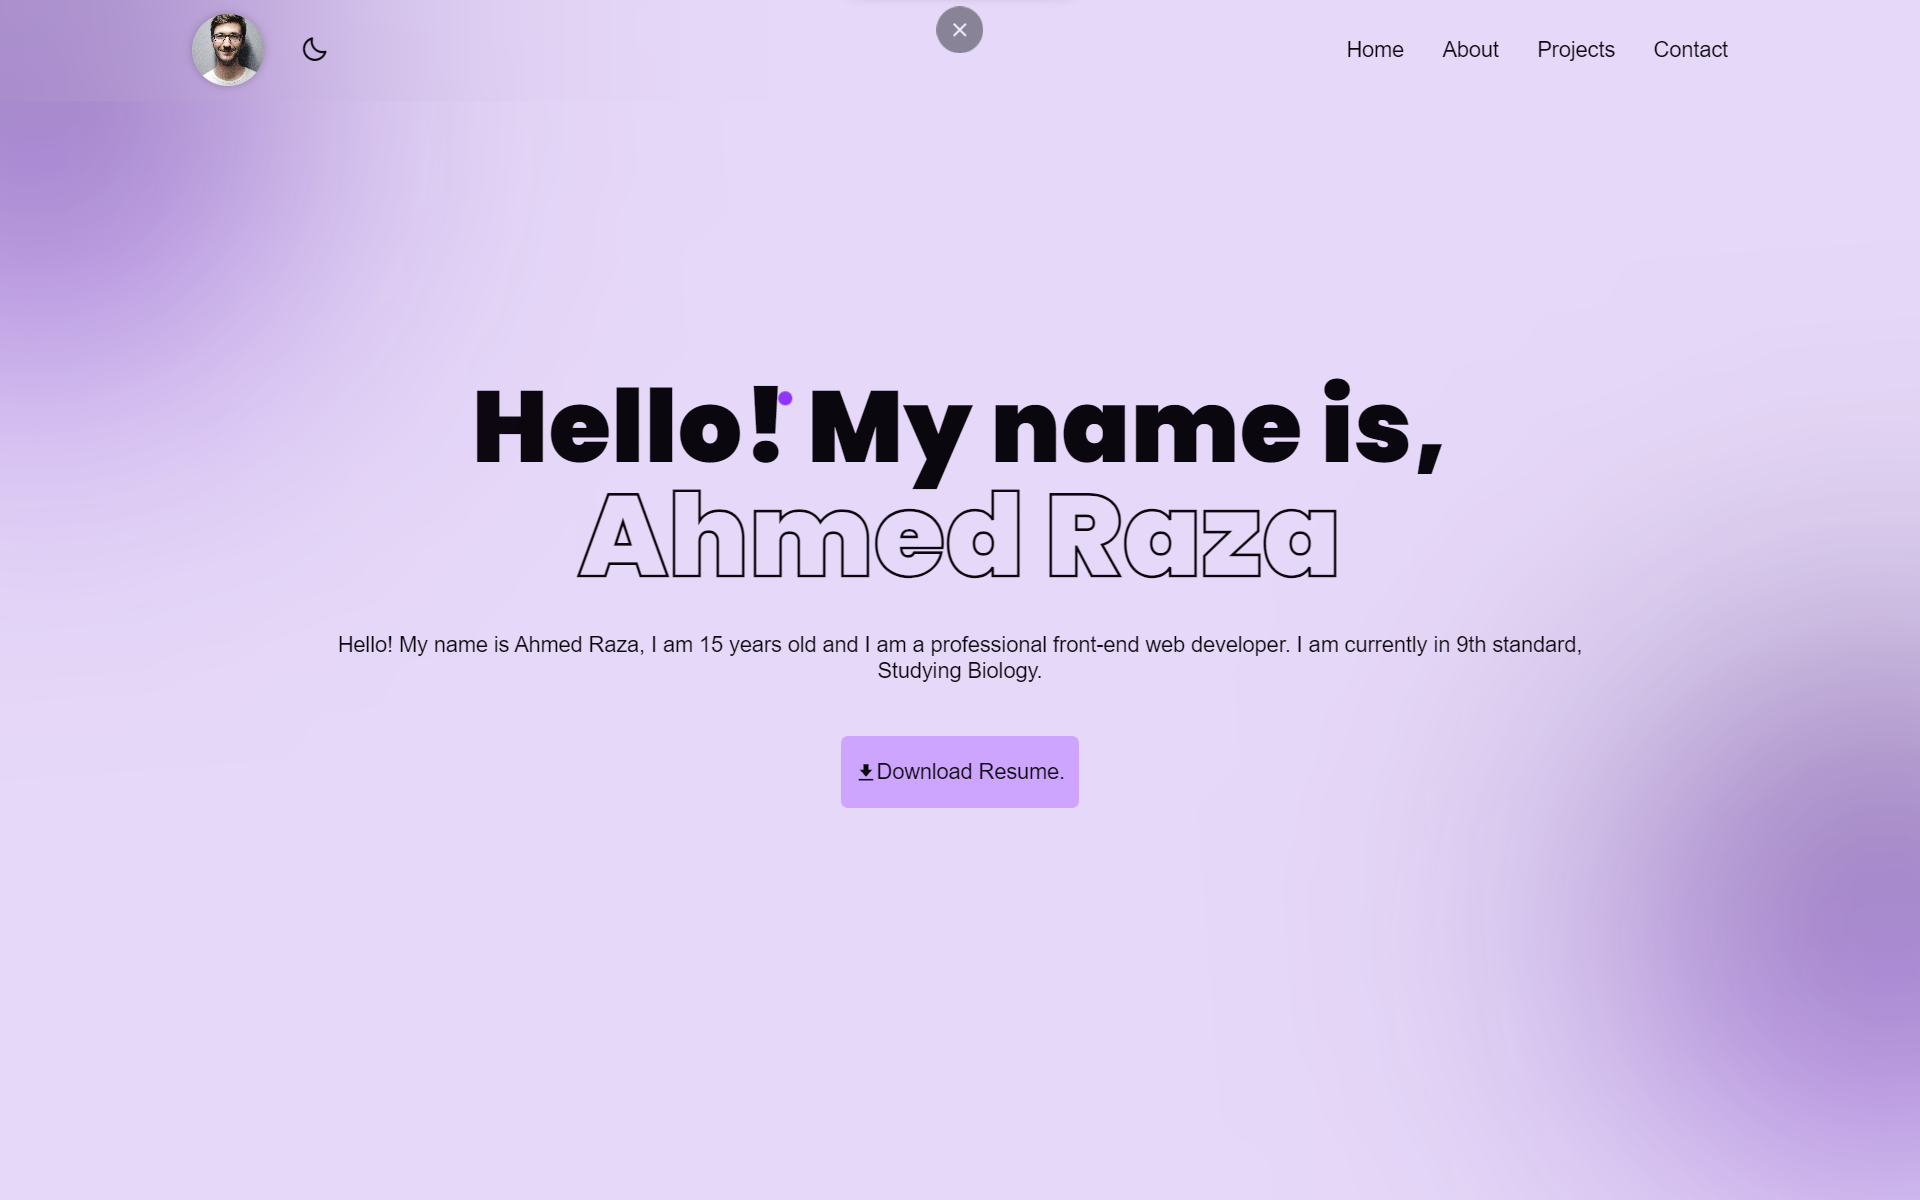 Home About Projects Contact
Hello! My name is,
Ahmed Raza
Hello! My name is Ahmed Raza, I am 15 years old and I am a professional front-end web developer. I am currently in 9th standard,
Studying Biology.
Download Resume.